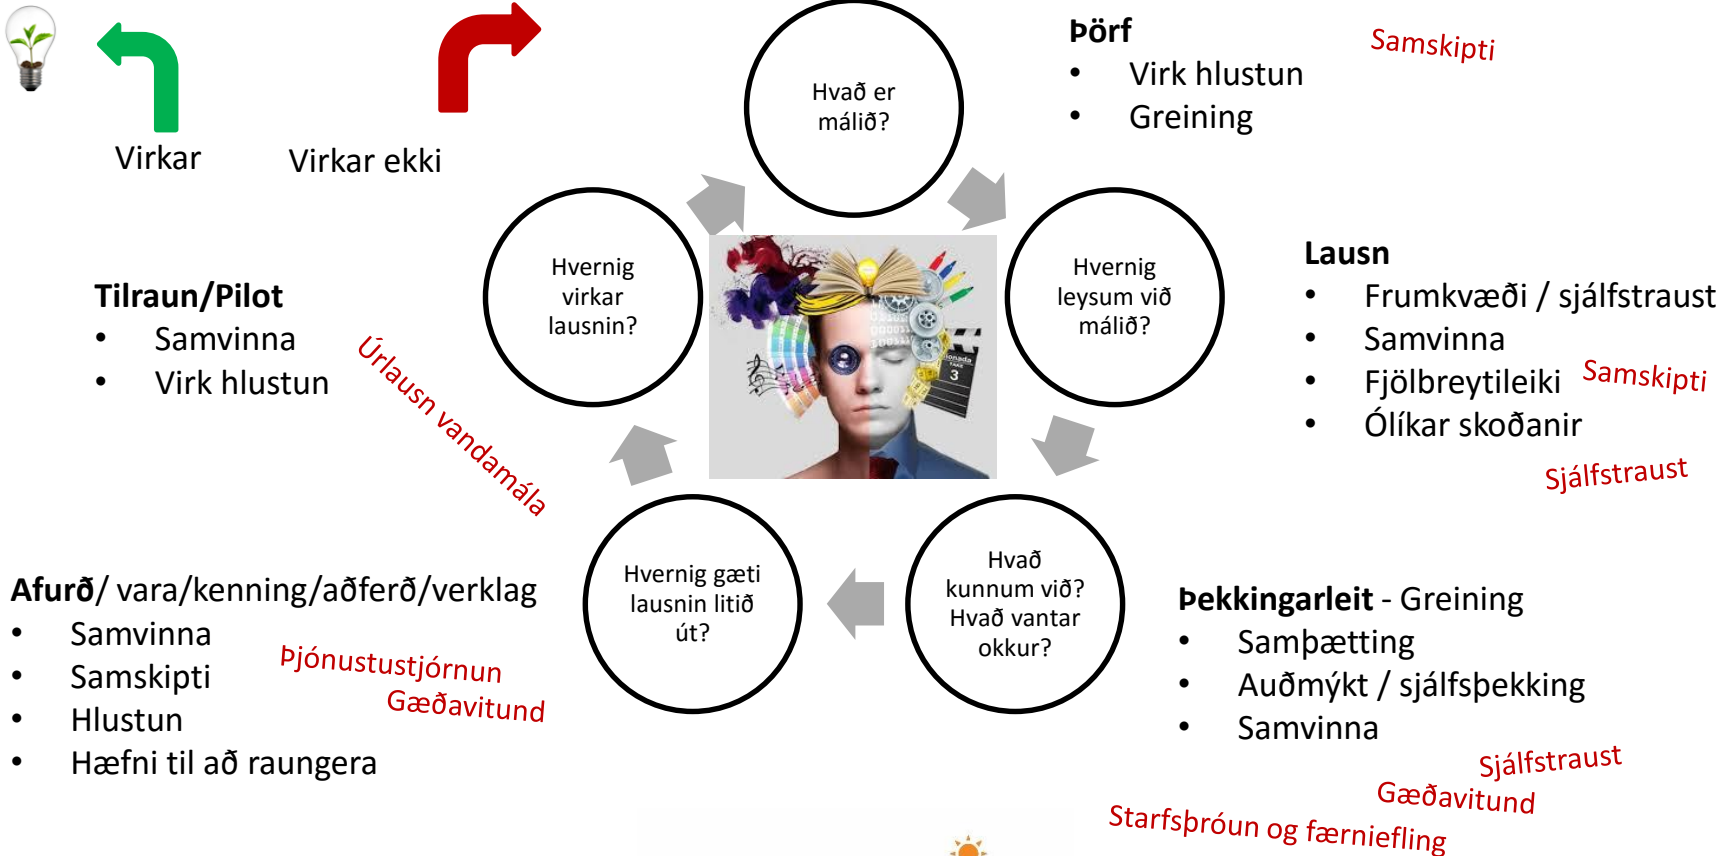 Virkar
Virkar ekki
Hvað er
málið?
Þörf
• Virk hlustun
• Greining
Samskipti
Hvernig
leysum við
málið?
Lausn
• Frumkvæði / sjálfstraust
• Samvinna
• Fjölbreytileiki
• Ólíkar skoðanir
Samskipti
Sjálfstraust
Hvað
kunnum við?
Hvað vantar
okkur?
Þekkingarleit - Greining
• Samþætting
• Auðmýkt / sjálfsþekking
• Samvinna
Sjálfstraust
Gæðavitund
Starfsþróun og færniefling
Hvernig gæti
lausnin litið
út?
Afurð/ vara/kenning/aðferð/verklag
• Samvinna
• Samskipti
• Hlustun
• Hæfni til að raungera
Þjónustustjórnun
Gæðavitund
Hvernig
virkar
lausnin?
Tilraun/Pilot
• Samvinna
• Virk hlustun
Úrlausn vandamála
TAKE
3